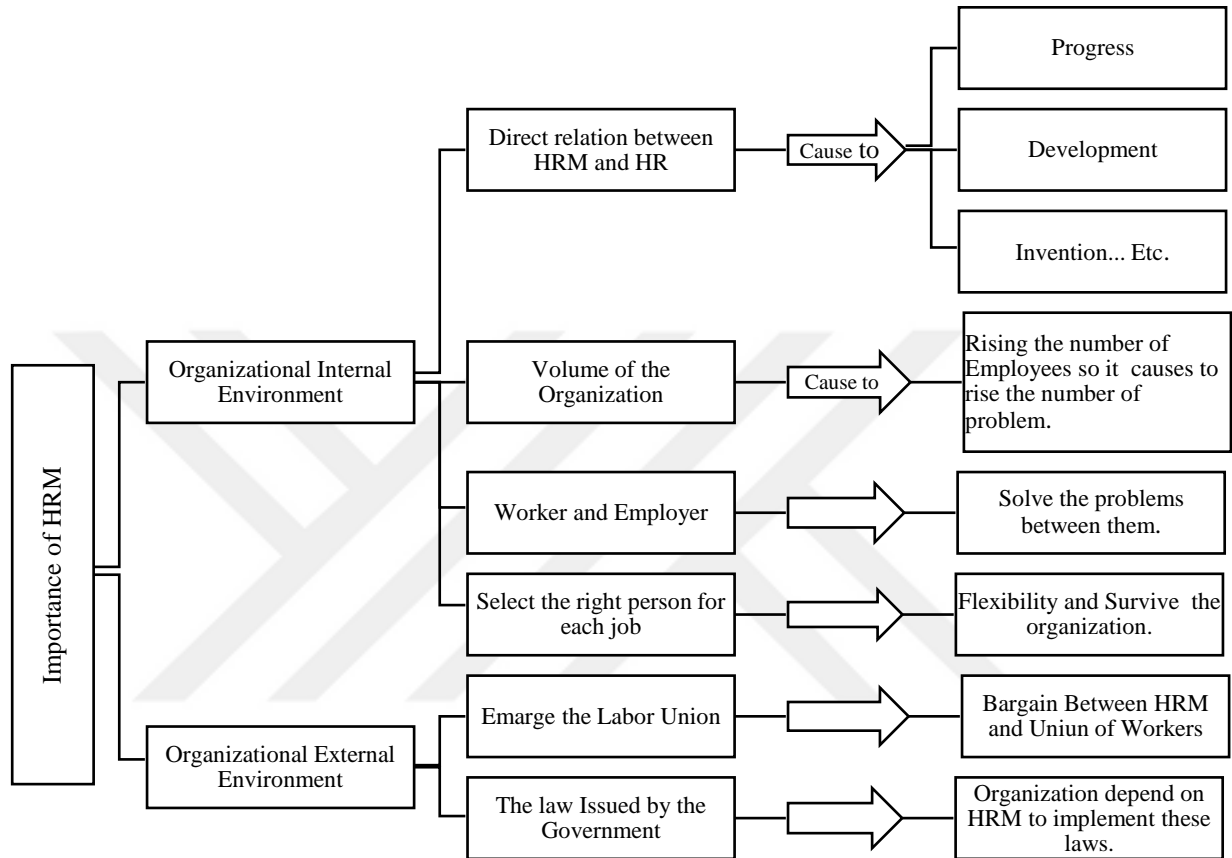 Importance of HRM
Organizational Internal
Environment
Direct relation between
HRM and HR
Cause to
Progress
Development
Invention... Etc.
Volume of the
Organization
Cause to
Rising the number of
Employees so it causes to
rise the number of
problem.
Worker and Employer
Solve the problems
between them.
Select the right person for
each job
Flexibility and Survive the
organization.
Organizational External
Environment
Emarge the Labor Union
Bargain Between HRM
and Uniun of Workers
The law Issued by the
Government
Organization depend on
HRM to implement these
laws.